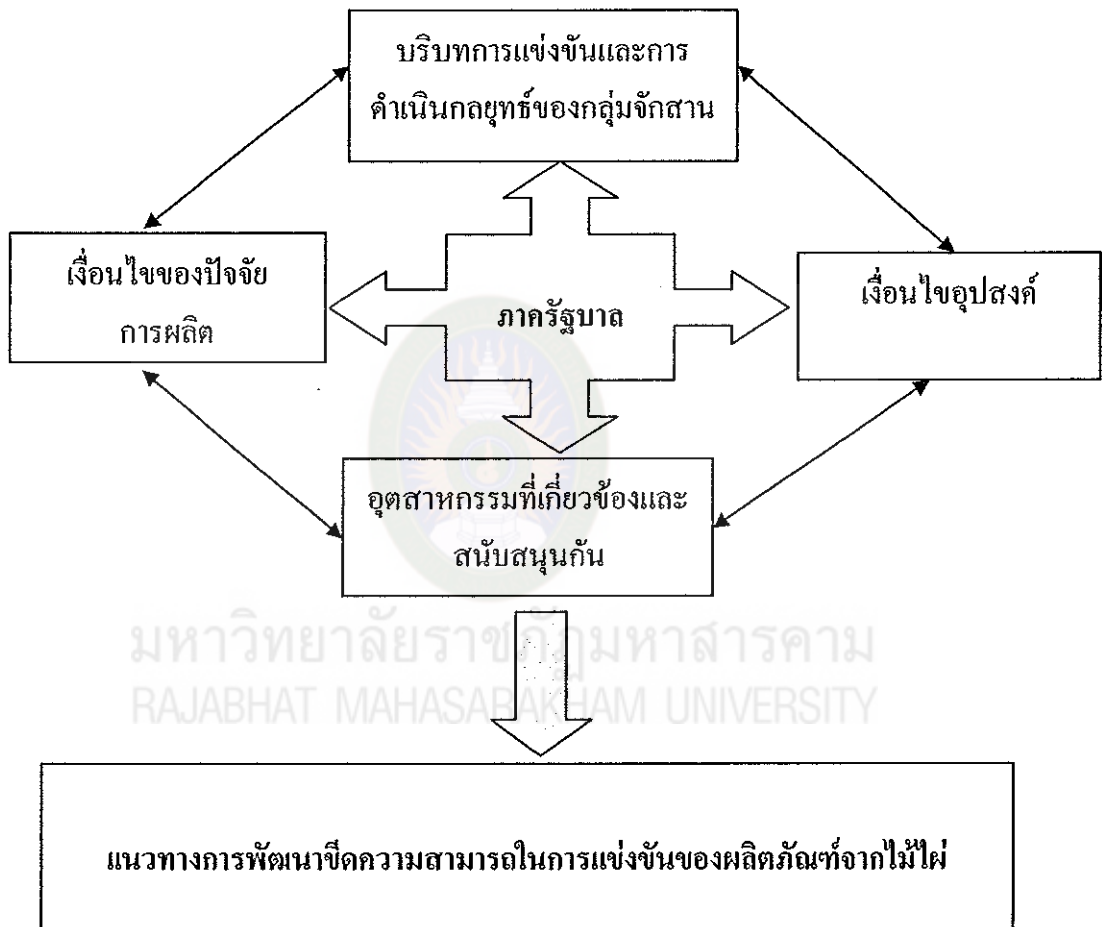 บริบทการแข่งขันและการ
ดำเนินกลยุทธ์ของกลุ่มจักสาน
เงื่อนไขของปัจจัย
การผลิต
ภาครัฐบาล
เงื่อนไขอุปสงค์
อุตสาหกรรมที่เกี่ยวข้องและ
สนับสนุนกัน
มหาวิทยาลัยราชภัฏมหาสารคาม
RAJABHAT MAHASARAKHAM UNIVERSITY
แนวทางการพัฒนาขีดความสามารถในการแข่งขันของผลิตภัณฑ์จากไม้ไผ่